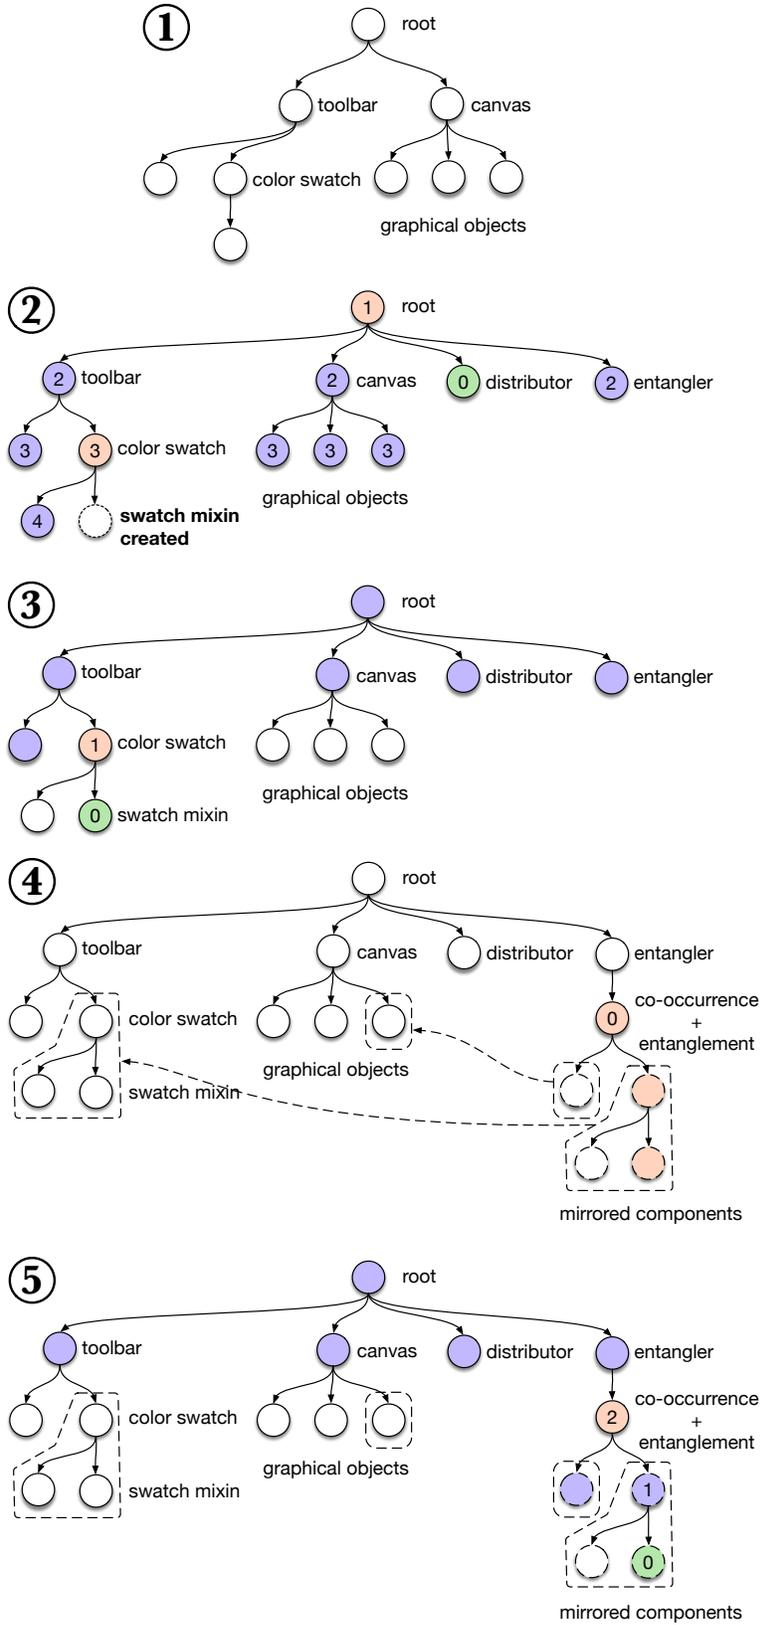 1
root
toolbar
canvas
color swatch
graphical objects
2
1
root
2
toolbar
2
canvas
0
distributor
2
entangler
3
3
color swatch
3
3
3
graphical objects
4
swatch mixin
created
3
root
toolbar
canvas
distributor
entangler
1
color swatch
graphical objects
0
swatch mixin
4
root
toolbar
canvas
distributor
entangler
color swatch
0
co-occurrence
+
entanglement
graphical objects
swatch mixin
mirrored components
5
root
toolbar
canvas
distributor
entangler
color swatch
2
co-occurrence
+
entanglement
graphical objects
swatch mixin
1
0
mirrored components